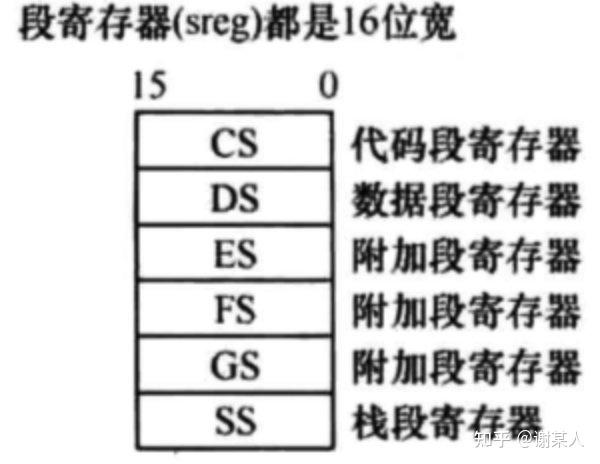 段寄存器(sreg)都是16位宽
15 0
CS 代码段寄存器
DS 数据段寄存器
ES 附加段寄存器
FS 附加段寄存器
GS 附加段寄存器
SS 栈段寄存器
知乎 @谢某人